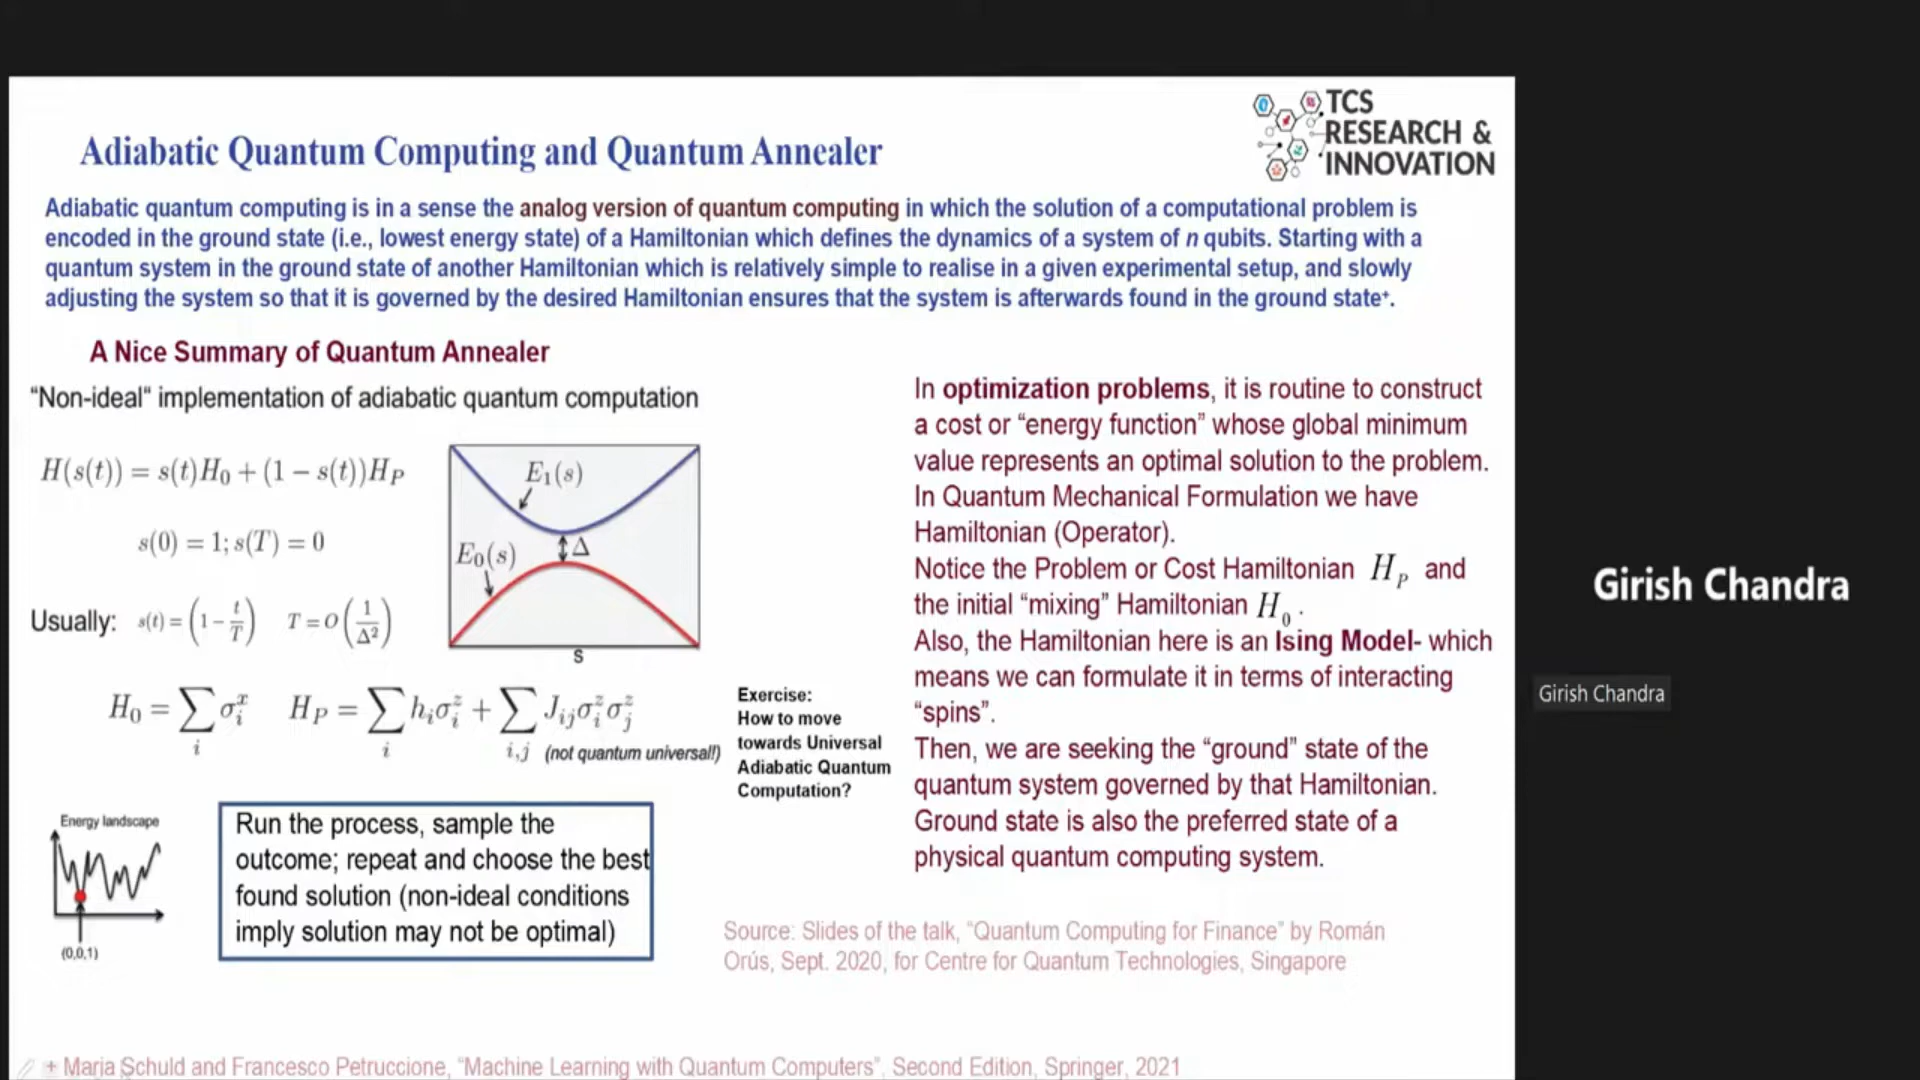 TCS
RESEARCH &
INNOVATION
Adiabatic Quantum Computing and Quantum Annealer
Adiabatic quantum computing is in a sense the analog version of quantum computing in which the solution of a computational problem is
encoded in the ground state (i.e., lowest energy state) of a Hamiltonian which defines the dynamics of a system of n qubits. Starting with a
quantum system in the ground state of another Hamiltonian which is relatively simple to realise in a given experimental setup, and slowly
adjusting the system so that it is governed by the desired Hamiltonian ensures that the system is afterwards found in the ground state⁺.
A Nice Summary of Quantum Annealer
“Non-ideal“ implementation of adiabatic quantum computation
H(s(t)) = s(t)H₀ + (1 − s(t))H_P
s(0) = 1; s(T) = 0
Usually: s(t) = (1 − t/T) T = O(1/Δ²)
E₁(s)
Δ
E₀(s)
s
H₀ = ∑_i σ_i^x H_P = ∑_i h_i σ_i^z + ∑_{i,j} J_{ij} σ_i^z σ_j^z
(not quantum universal!)
Exercise:
How to move
towards Universal
Adiabatic Quantum
Computation?
Energy landscape
(0,0,1)
Run the process, sample the
outcome; repeat and choose the best
found solution (non-ideal conditions
imply solution may not be optimal)
In optimization problems, it is routine to construct
a cost or “energy function” whose global minimum
value represents an optimal solution to the problem.
In Quantum Mechanical Formulation we have
Hamiltonian (Operator).
Notice the Problem or Cost Hamiltonian H_P and
the initial “mixing” Hamiltonian H₀ .
Also, the Hamiltonian here is an Ising Model- which
means we can formulate it in terms of interacting
“spins”.
Then, we are seeking the “ground” state of the
quantum system governed by that Hamiltonian.
Ground state is also the preferred state of a
physical quantum computing system.
Source: Slides of the talk, “Quantum Computing for Finance” by Román
Orús, Sept. 2020, for Centre for Quantum Technologies, Singapore
+ Maria Schuld and Francesco Petruccione, “Machine Learning with Quantum Computers”, Second Edition, Springer, 2021
Girish Chandra
Girish Chandra